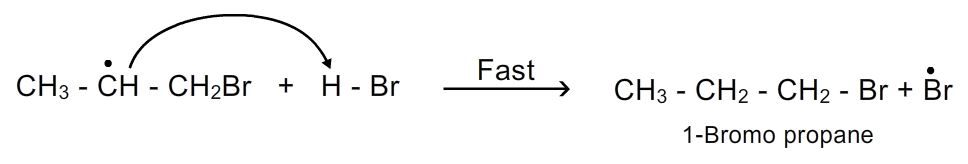 CH₃ - ĊH - CH₂Br + H - Br Fast CH₃ - CH₂ - CH₂ - Br + Ḃr
1-Bromo propane